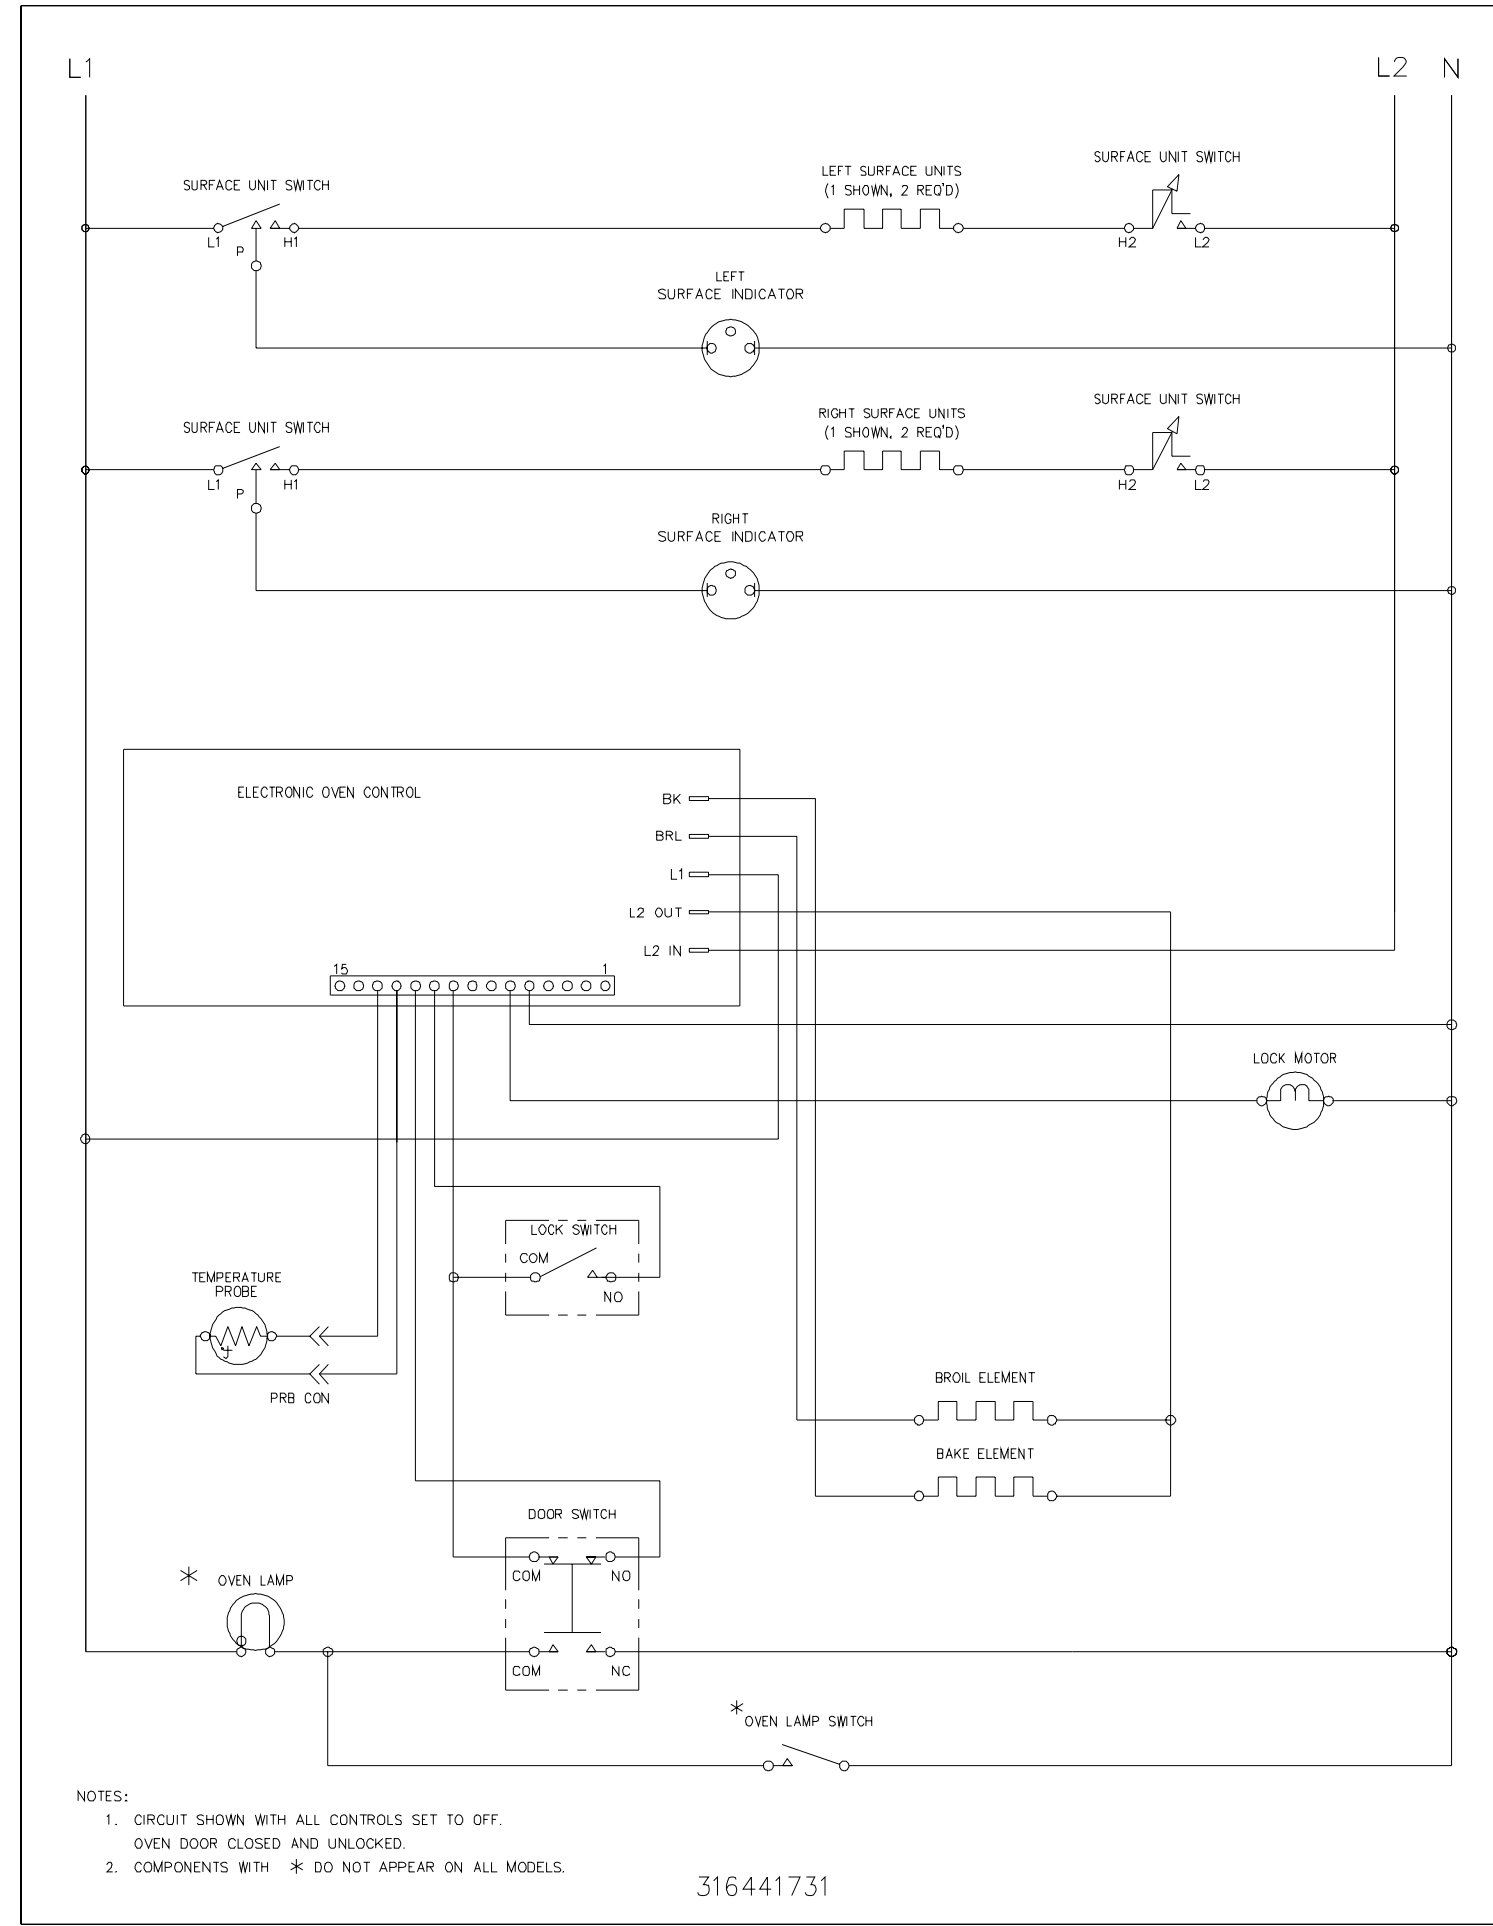 L1
L2 N
SURFACE UNIT SWITCH
LEFT SURFACE UNITS
(1 SHOWN, 2 REQ'D)
SURFACE UNIT SWITCH
L1
P
H1
H2
L2
LEFT
SURFACE INDICATOR
SURFACE UNIT SWITCH
RIGHT SURFACE UNITS
(1 SHOWN, 2 REQ'D)
SURFACE UNIT SWITCH
L1
P
H1
H2
L2
RIGHT
SURFACE INDICATOR
ELECTRONIC OVEN CONTROL
BK
BRL
L1
L2 OUT
L2 IN
15
1
LOCK MOTOR
LOCK SWITCH
COM
NO
TEMPERATURE
PROBE
t
PRB CON
BROIL ELEMENT
BAKE ELEMENT
DOOR SWITCH
COM
NO
* OVEN LAMP
COM
NC
* OVEN LAMP SWITCH
NOTES:
1. CIRCUIT SHOWN WITH ALL CONTROLS SET TO OFF.
OVEN DOOR CLOSED AND UNLOCKED.
2. COMPONENTS WITH * DO NOT APPEAR ON ALL MODELS.
316441731